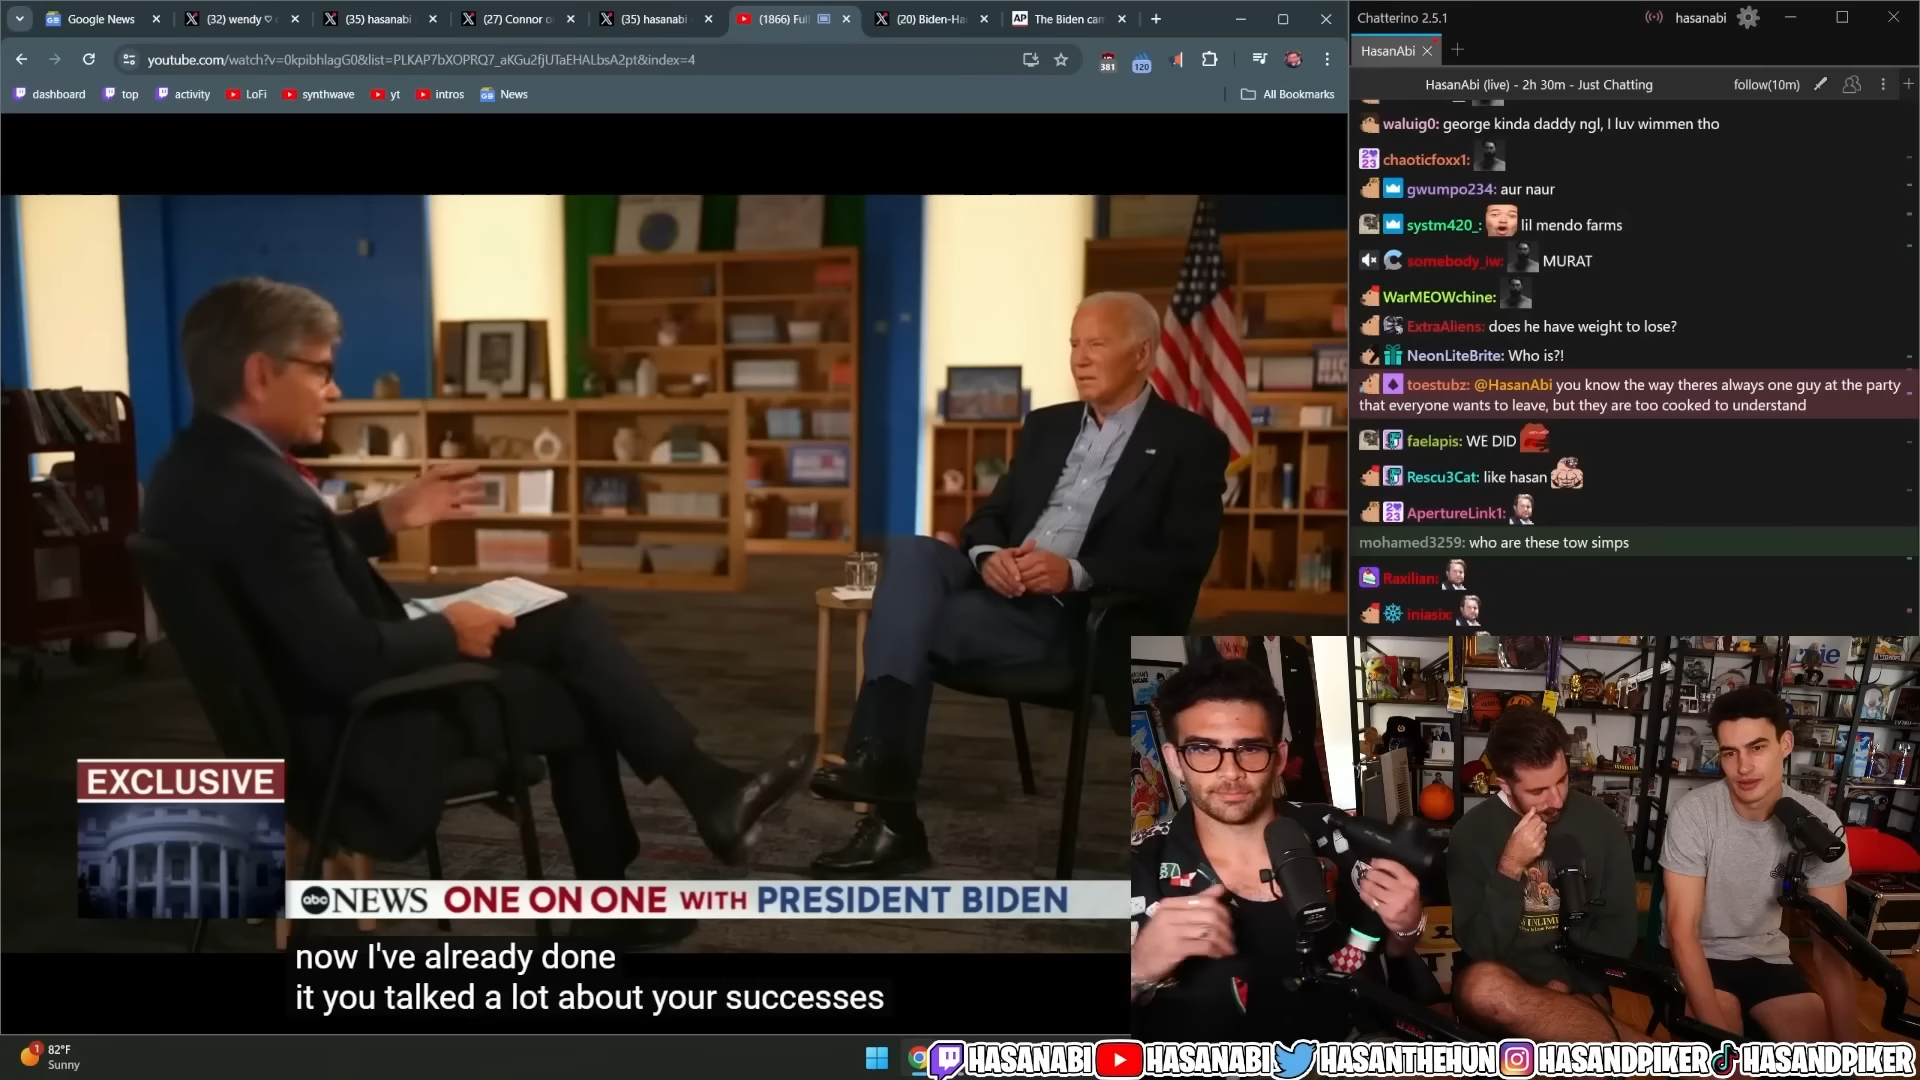 Google News
(32) wendy ♡
(35) hasanabi
(27) Connor o
(35) hasanabi
(1866) Full
(20) Biden-Ha
The Biden cam
youtube.com/watch?v=0kpibhlagG0&list=PLKAP7bXOPRQ7_aKGu2fjUTaEHALbsA2pt&index=4
381
120
dashboard
top
activity
LoFi
synthwave
yt
intros
News
All Bookmarks
Chatterino 2.5.1
hasanabi
HasanAbi
HasanAbi (live) - 2h 30m - Just Chatting
follow(10m)
waluig0: george kinda daddy ngl, I luv wimmen tho
chaoticfoxx1:
gwumpo234: aur naur
systm420_: lil mendo farms
somebody_iw: MURAT
WarMEOWchine:
ExtraAliens: does he have weight to lose?
NeonLiteBrite: Who is?!
toestubz: @HasanAbi you know the way theres always one guy at the party
that everyone wants to leave, but they are too cooked to understand
faelapis: WE DID
Rescu3Cat: like hasan
ApertureLink1:
mohamed3259: who are these tow simps
Raxilian:
iniasix:
EXCLUSIVE
abc NEWS ONE ON ONE WITH PRESIDENT BIDEN
now I've already done
it you talked a lot about your successes
1
82°F
Sunny
HASANABI
HASANABI
HASANTHEHUN
HASANDPIKER
HASANDPIKER